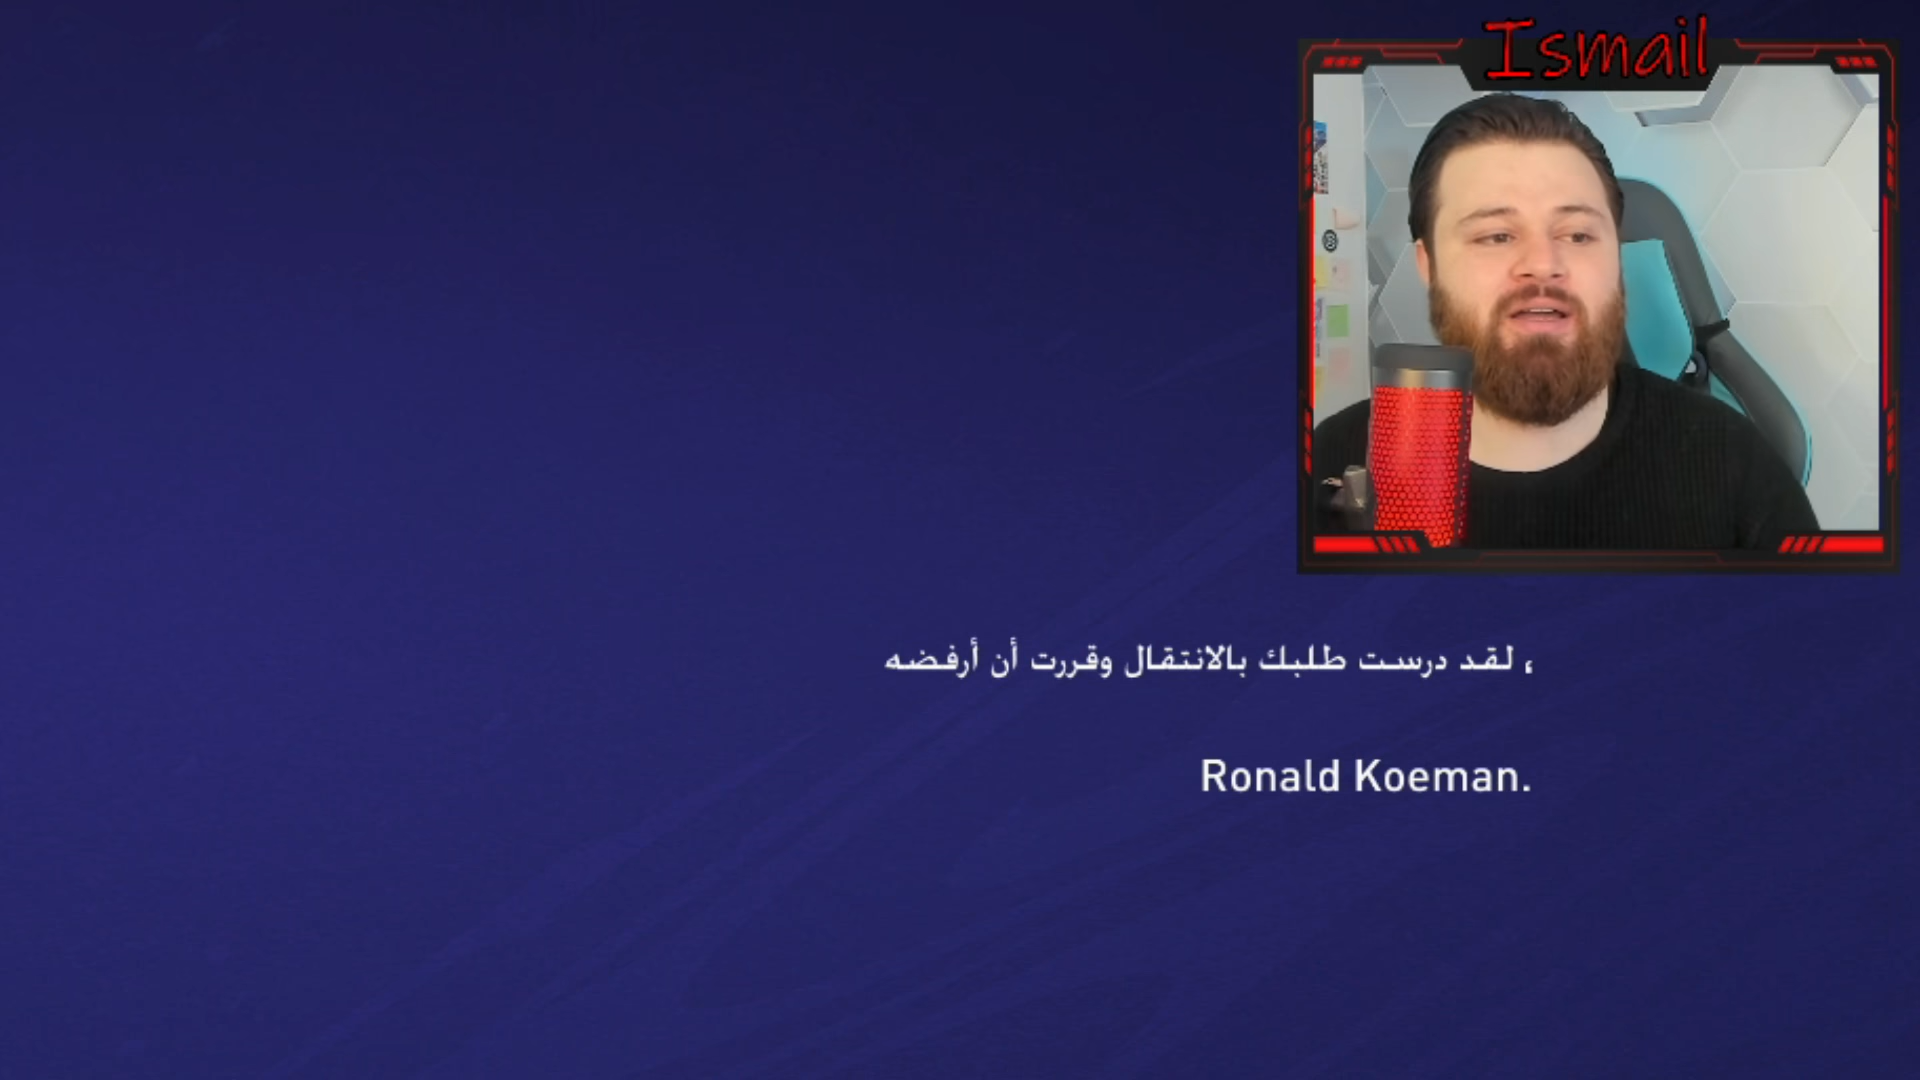 Ismail
، لقد درست طلبك بالانتقال وقررت أن أرفضه
Ronald Koeman.